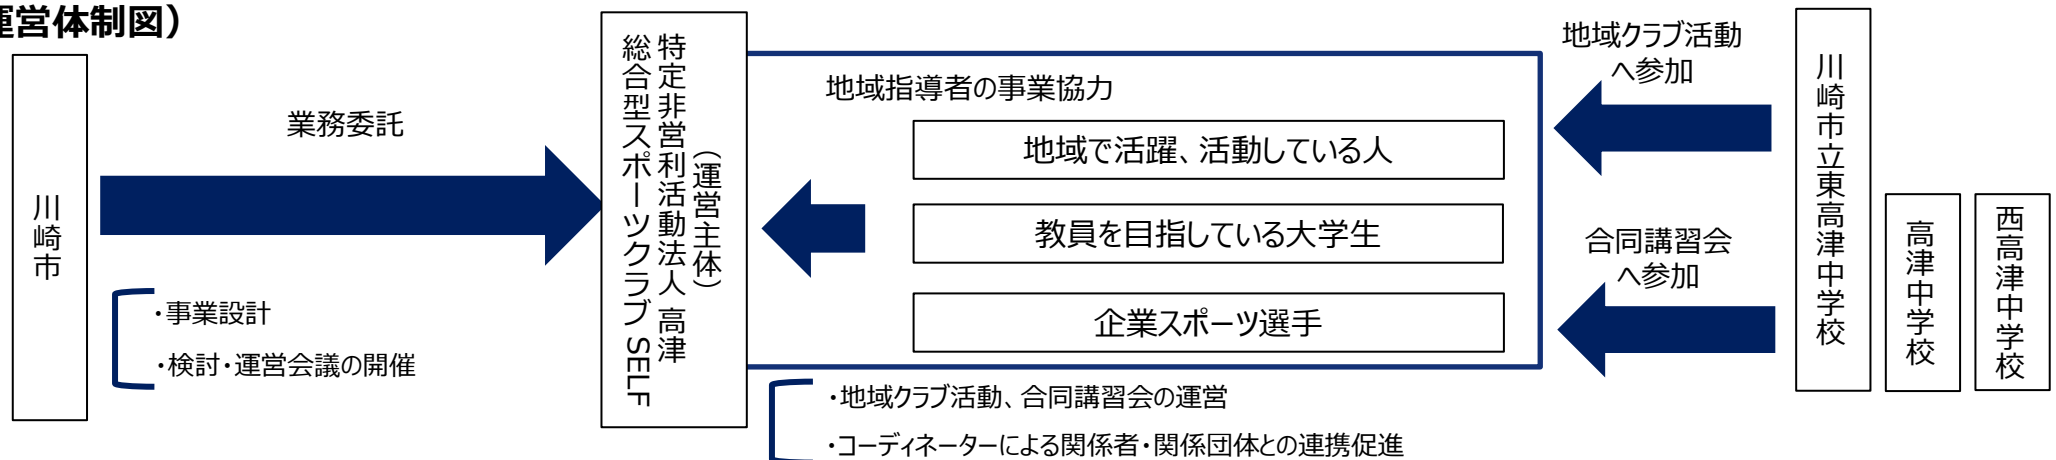 運営体制図）
川崎市
業務委託
・事業設計
・検討・運営会議の開催
特定非営利活動法人 高津
総合型スポーツクラブ SELF
（運営主体）
地域指導者の事業協力
地域で活躍、活動している人
教員を目指している大学生
企業スポーツ選手
・地域クラブ活動、合同講習会の運営
・コーディネーターによる関係者・関係団体との連携促進
地域クラブ活動
へ参加
合同講習会
へ参加
川崎市立東高津中学校
高津中学校
西高津中学校